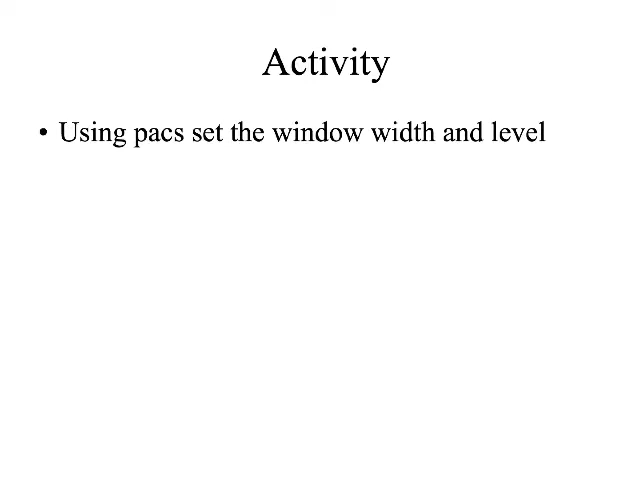 Activity
• Using pacs set the window width and level